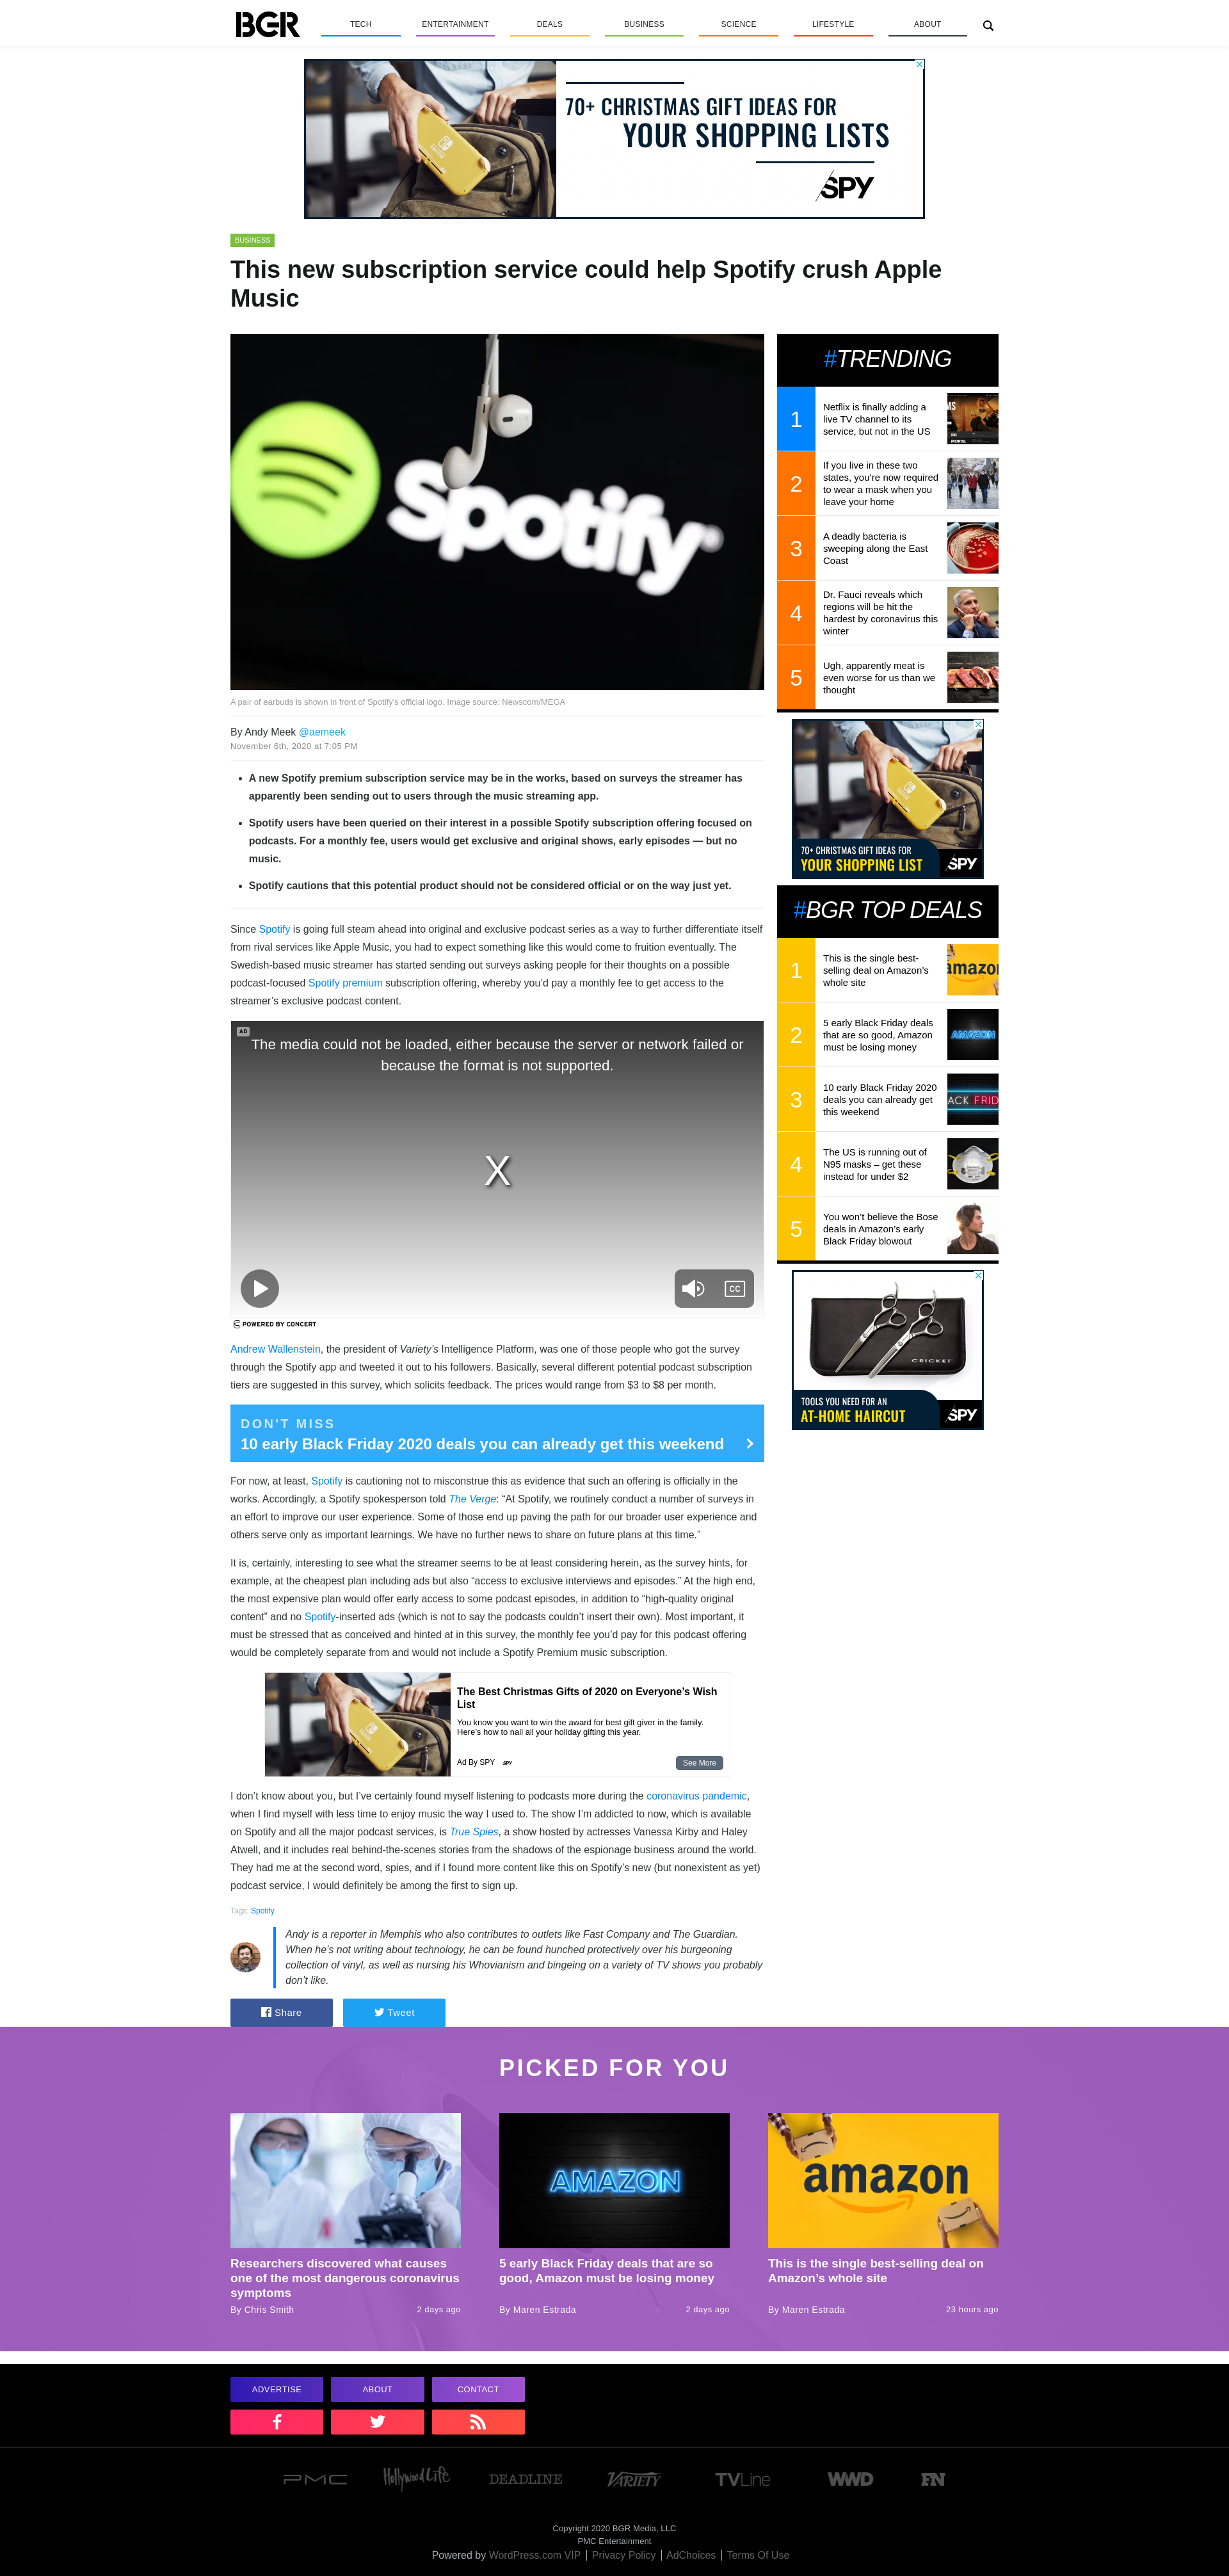 BGR
TECH
ENTERTAINMENT
DEALS
BUSINESS
SCIENCE
LIFESTYLE
ABOUT
70+ CHRISTMAS GIFT IDEAS FOR
YOUR SHOPPING LISTS
SPY
BUSINESS
This new subscription service could help Spotify crush Apple
Music
Spotify
A pair of earbuds is shown in front of Spotify's official logo. Image source: Newscom/MEGA
By Andy Meek @aemeek
November 6th, 2020 at 7:05 PM
• A new Spotify premium subscription service may be in the works, based on surveys the streamer has
apparently been sending out to users through the music streaming app.
• Spotify users have been queried on their interest in a possible Spotify subscription offering focused on
podcasts. For a monthly fee, users would get exclusive and original shows, early episodes — but no
music.
• Spotify cautions that this potential product should not be considered official or on the way just yet.
Since Spotify is going full steam ahead into original and exclusive podcast series as a way to further differentiate itself
from rival services like Apple Music, you had to expect something like this would come to fruition eventually. The
Swedish-based music streamer has started sending out surveys asking people for their thoughts on a possible
podcast-focused Spotify premium subscription offering, whereby you’d pay a monthly fee to get access to the
streamer’s exclusive podcast content.
AD
The media could not be loaded, either because the server or network failed or
because the format is not supported.
X
CC
POWERED BY CONCERT
Andrew Wallenstein, the president of Variety’s Intelligence Platform, was one of those people who got the survey
through the Spotify app and tweeted it out to his followers. Basically, several different potential podcast subscription
tiers are suggested in this survey, which solicits feedback. The prices would range from $3 to $8 per month.
DON'T MISS
10 early Black Friday 2020 deals you can already get this weekend
For now, at least, Spotify is cautioning not to misconstrue this as evidence that such an offering is officially in the
works. Accordingly, a Spotify spokesperson told The Verge: “At Spotify, we routinely conduct a number of surveys in
an effort to improve our user experience. Some of those end up paving the path for our broader user experience and
others serve only as important learnings. We have no further news to share on future plans at this time.”
It is, certainly, interesting to see what the streamer seems to be at least considering herein, as the survey hints, for
example, at the cheapest plan including ads but also “access to exclusive interviews and episodes.” At the high end,
the most expensive plan would offer early access to some podcast episodes, in addition to “high-quality original
content” and no Spotify-inserted ads (which is not to say the podcasts couldn’t insert their own). Most important, it
must be stressed that as conceived and hinted at in this survey, the monthly fee you’d pay for this podcast offering
would be completely separate from and would not include a Spotify Premium music subscription.
The Best Christmas Gifts of 2020 on Everyone’s Wish
List
You know you want to win the award for best gift giver in the family.
Here’s how to nail all your holiday gifting this year.
Ad By SPY
SPY
See More
I don’t know about you, but I’ve certainly found myself listening to podcasts more during the coronavirus pandemic,
when I find myself with less time to enjoy music the way I used to. The show I’m addicted to now, which is available
on Spotify and all the major podcast services, is True Spies, a show hosted by actresses Vanessa Kirby and Haley
Atwell, and it includes real behind-the-scenes stories from the shadows of the espionage business around the world.
They had me at the second word, spies, and if I found more content like this on Spotify’s new (but nonexistent as yet)
podcast service, I would definitely be among the first to sign up.
Tags: Spotify
Andy is a reporter in Memphis who also contributes to outlets like Fast Company and The Guardian.
When he’s not writing about technology, he can be found hunched protectively over his burgeoning
collection of vinyl, as well as nursing his Whovianism and bingeing on a variety of TV shows you probably
don’t like.
Share
Tweet
#TRENDING
1
Netflix is finally adding a
live TV channel to its
service, but not in the US
2
If you live in these two
states, you're now required
to wear a mask when you
leave your home
3
A deadly bacteria is
sweeping along the East
Coast
4
Dr. Fauci reveals which
regions will be hit the
hardest by coronavirus this
winter
5
Ugh, apparently meat is
even worse for us than we
thought
70+ CHRISTMAS GIFT IDEAS FOR
YOUR SHOPPING LIST
SPY
#BGR TOP DEALS
1
This is the single best-
selling deal on Amazon’s
whole site
amazon
2
5 early Black Friday deals
that are so good, Amazon
must be losing money
AMAZON
3
10 early Black Friday 2020
deals you can already get
this weekend
ACK FRID
4
The US is running out of
N95 masks – get these
instead for under $2
5
You won’t believe the Bose
deals in Amazon’s early
Black Friday blowout
CRICKET
TOOLS YOU NEED FOR AN
AT-HOME HAIRCUT
SPY
PICKED FOR YOU
Researchers discovered what causes
one of the most dangerous coronavirus
symptoms
By Chris Smith
2 days ago
AMAZON
5 early Black Friday deals that are so
good, Amazon must be losing money
By Maren Estrada
2 days ago
amazon
This is the single best-selling deal on
Amazon’s whole site
By Maren Estrada
23 hours ago
ADVERTISE
ABOUT
CONTACT
PMC
HollywoodLife
DEADLINE
VARIETY
TVLine
WWD
FN
Copyright 2020 BGR Media, LLC
PMC Entertainment
Powered by WordPress.com VIP | Privacy Policy | AdChoices | Terms Of Use